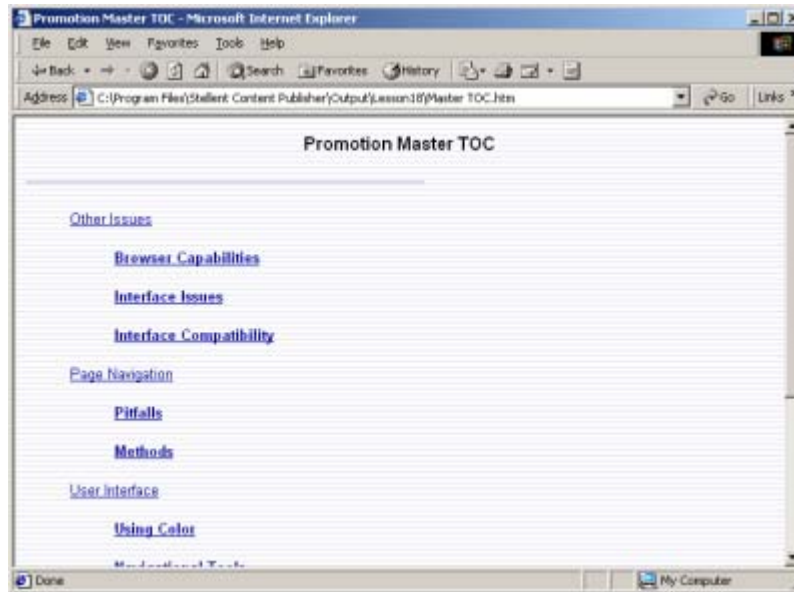 Promotion Master TOC - Microsoft Internet Explorer
File Edit View Favorites Tools Help
Back Search Favorites History
Address C:\Program Files\Stellent Content Publisher\Output\Lesson18\Master TOC.htm Go Links
Promotion Master TOC
Other Issues
Browser Capabilities
Interface Issues
Interface Compatibility
Page Navigation
Pitfalls
Methods
User Interface
Using Color
Done My Computer